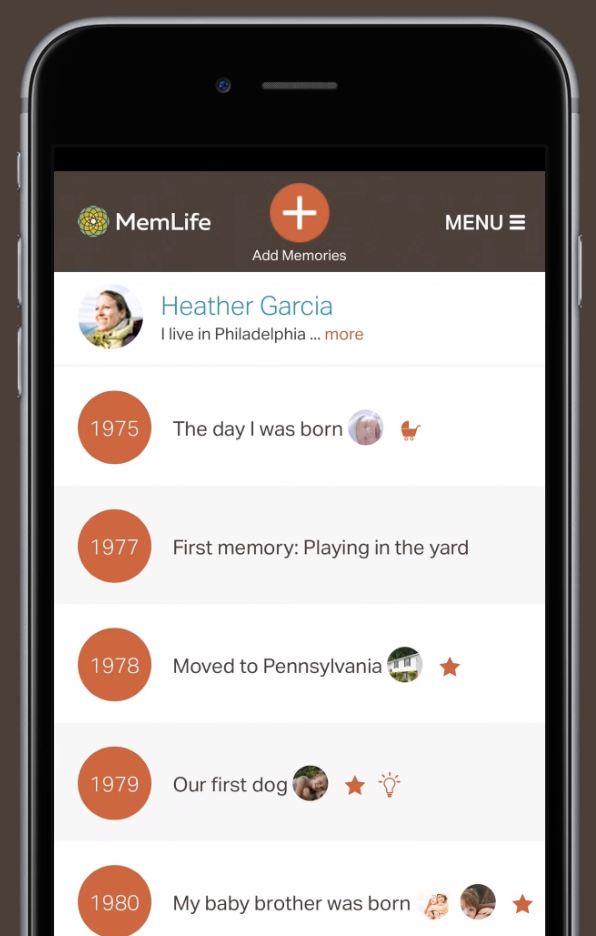 MemLife
Add Memories
MENU
Heather Garcia
I live in Philadelphia ... more
1975 The day I was born
1977 First memory: Playing in the yard
1978 Moved to Pennsylvania
1979 Our first dog
1980 My baby brother was born